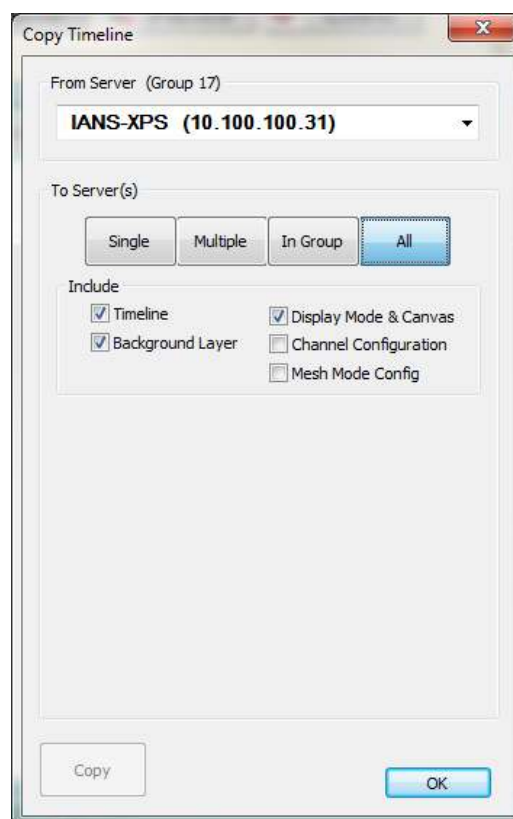 Copy Timeline
From Server (Group 17)
IANS-XPS (10.100.100.31)
To Server(s)
Single Multiple In Group All
Include
Timeline Display Mode & Canvas
Background Layer Channel Configuration
Mesh Mode Config
Copy
OK